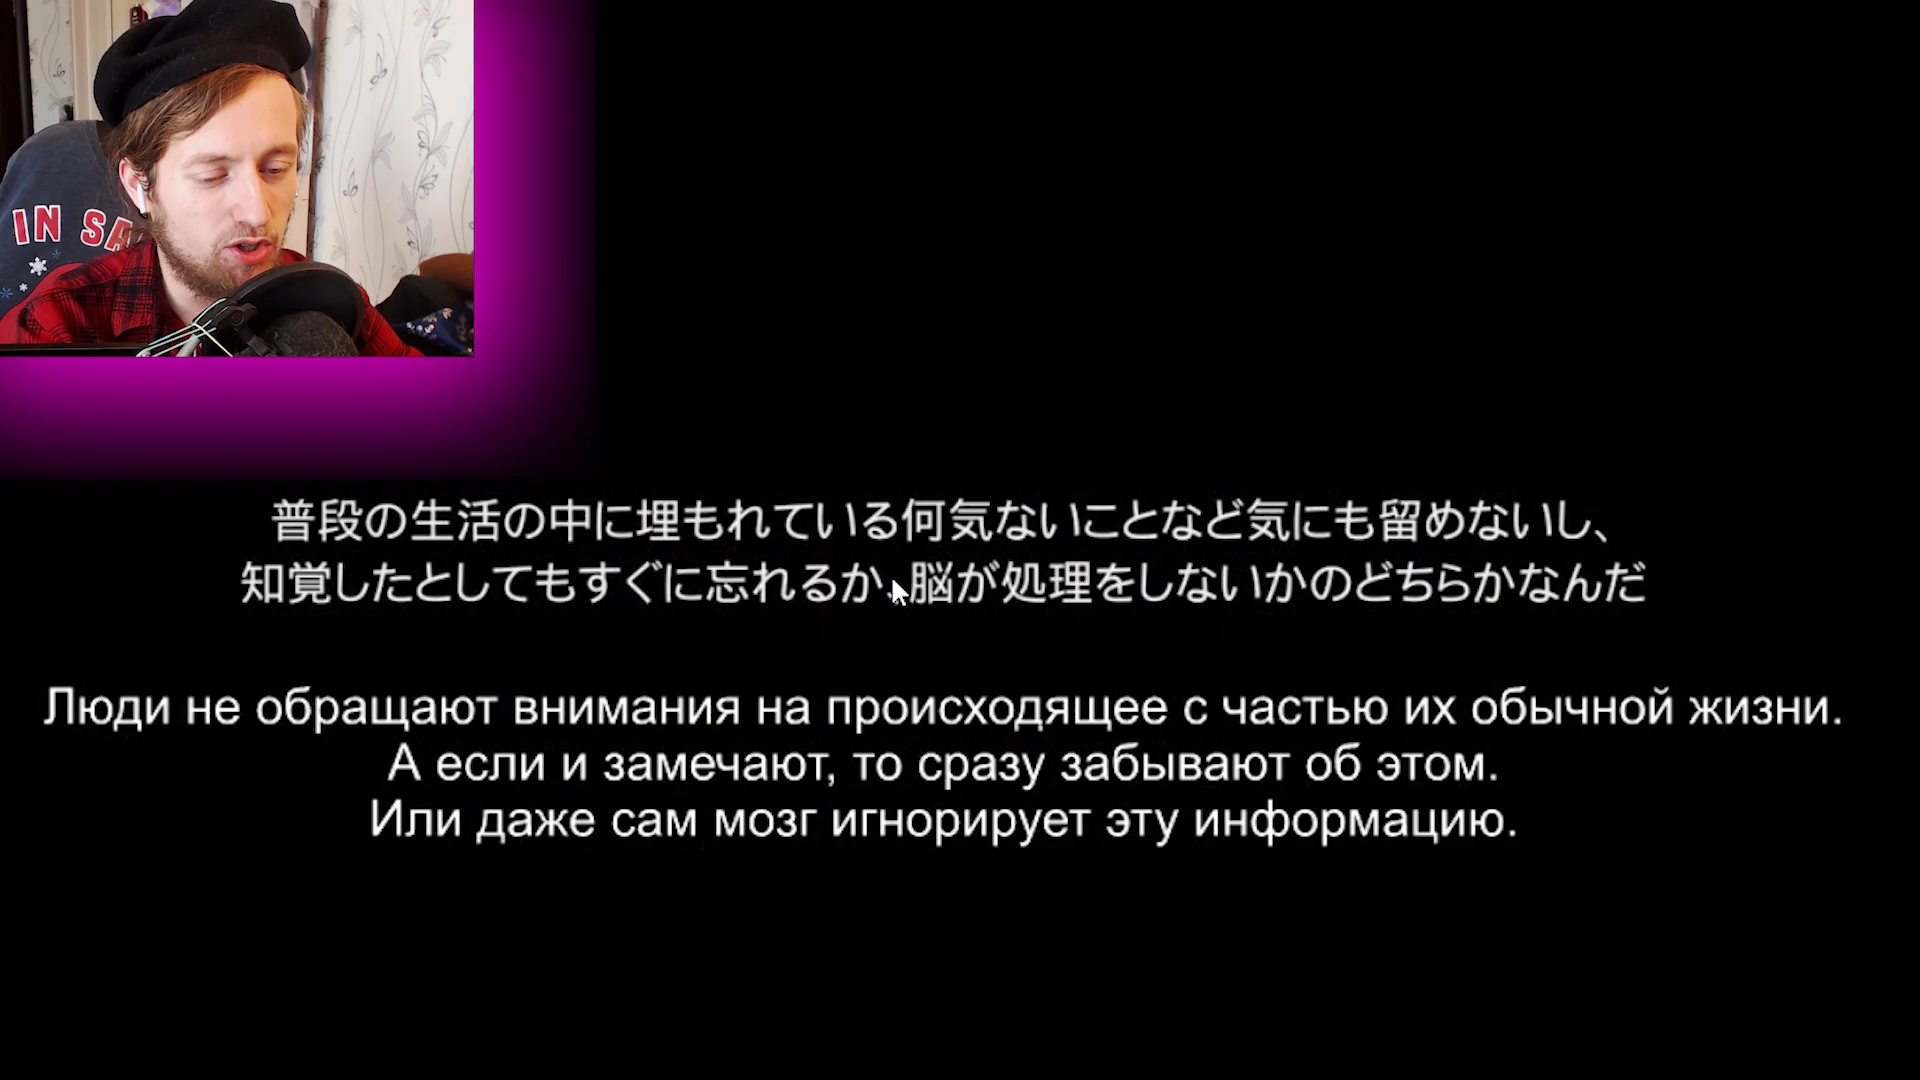 IN SA
普段の生活の中に埋もれている何気ないことなど気にも留めないし、
知覚したとしてもすぐに忘れるか、脳が処理をしないかのどちらかなんだ
Люди не обращают внимания на происходящее с частью их обычной жизни.
А если и замечают, то сразу забывают об этом.
Или даже сам мозг игнорирует эту информацию.